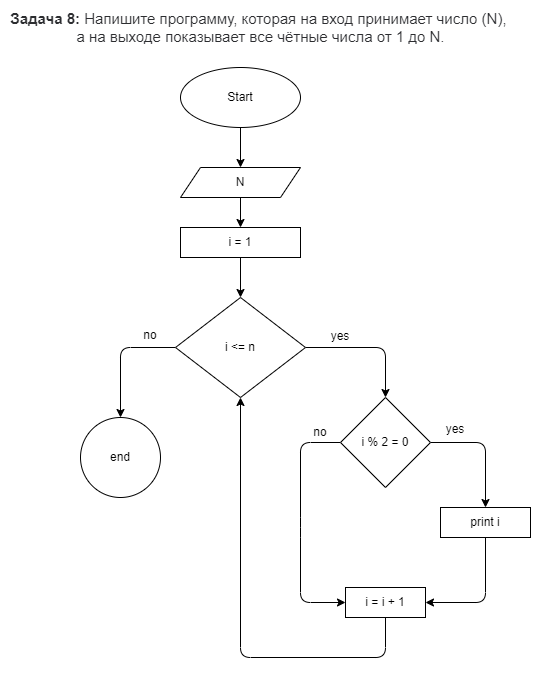 Задача 8: Напишите программу, которая на вход принимает число (N),
а на выходе показывает все чётные числа от 1 до N.
Start
N
i = 1
no
i <= n
yes
end
no
i % 2 = 0
yes
print i
i = i + 1